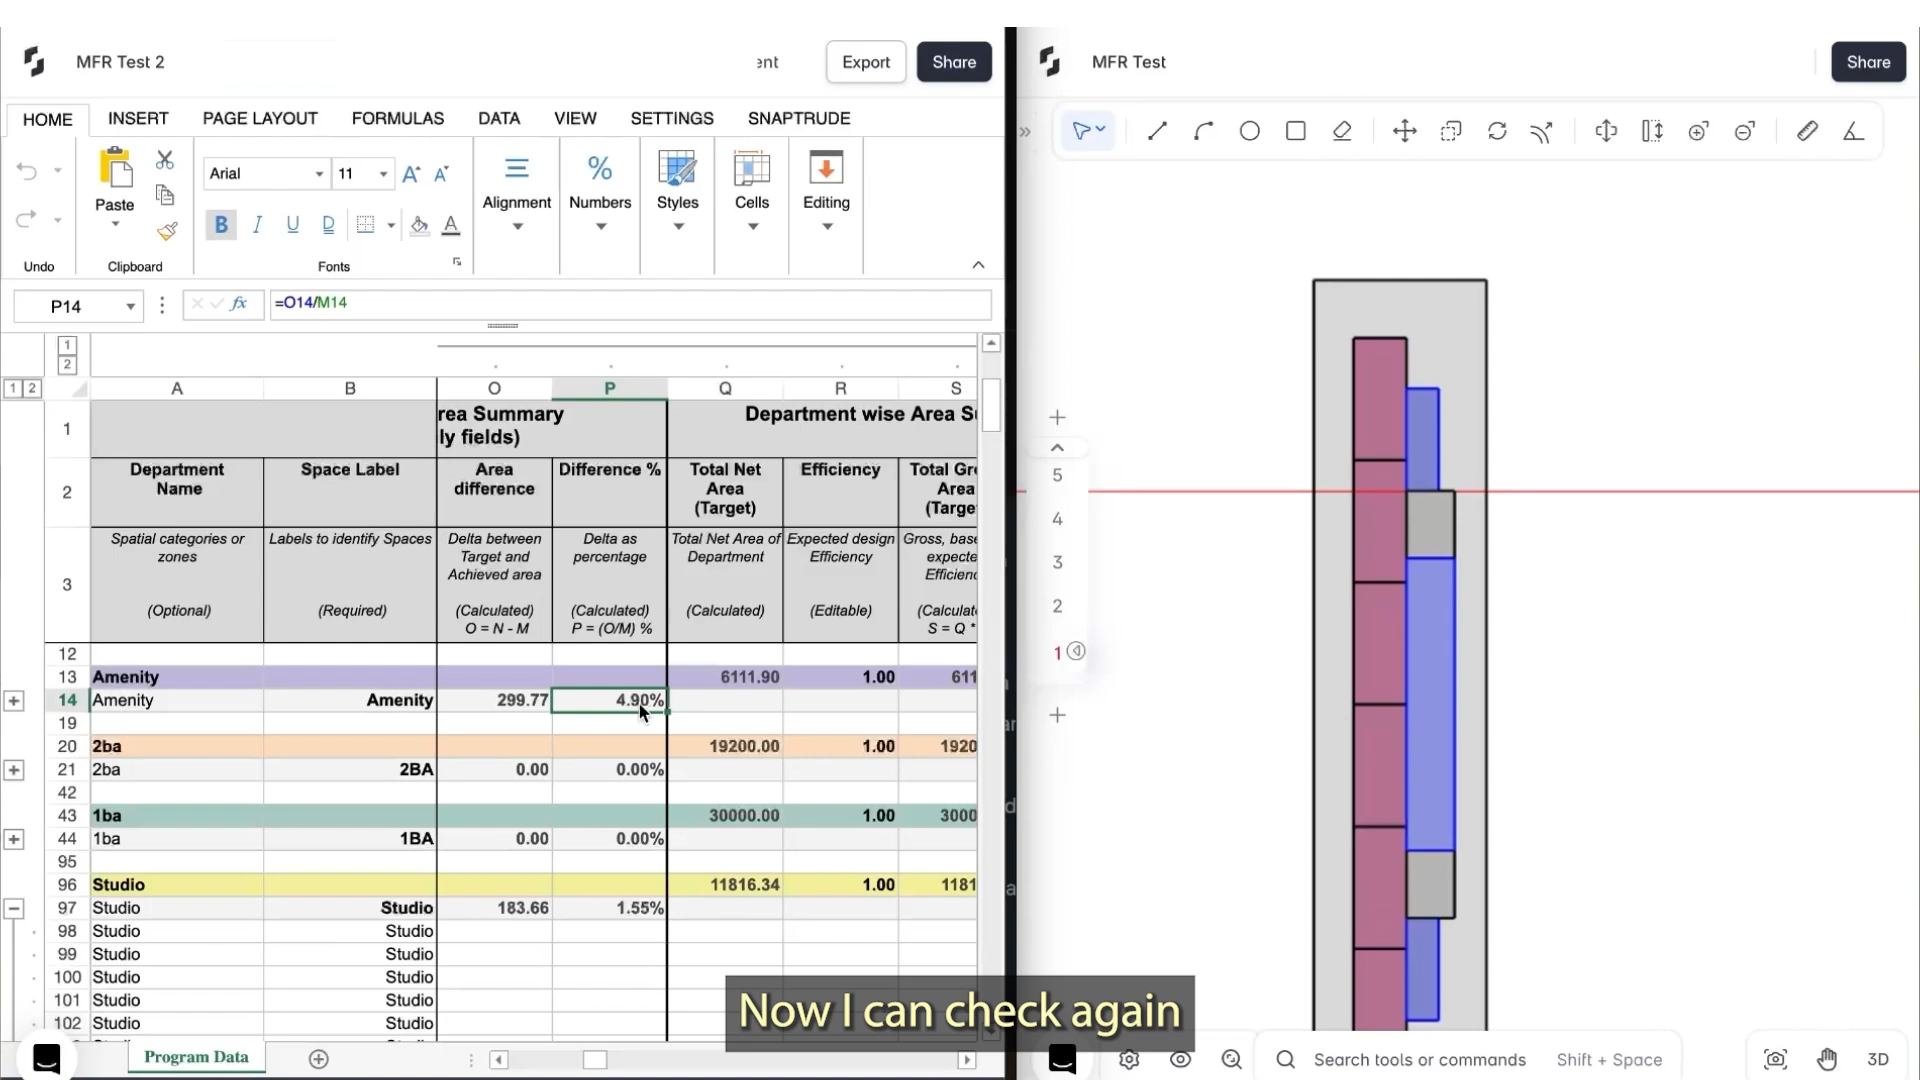 MFR Test 2
ent
Export
Share
HOME
INSERT
PAGE LAYOUT
FORMULAS
DATA
VIEW
SETTINGS
SNAPTRUDE
Paste
Arial
11
Alignment
Numbers
Styles
Cells
Editing
Undo
Clipboard
Fonts
P14
fx
=O14/M14
1
2
1 2
A B O P Q R S
1
rea Summary
ly fields)
Department wise Area S
2
Department
Name
Space Label
Area
difference
Difference %
Total Net
Area
(Target)
Efficiency
Total Gr
Area
(Targe
3
Spatial categories or
zones
(Optional)
Labels to identify Spaces
(Required)
Delta between
Target and
Achieved area
(Calculated)
O = N - M
Delta as
percentage
(Calculated)
P = (O/M) %
Total Net Area of
Department
(Calculated)
Expected design
Efficiency
(Editable)
Gross, base
expecte
Efficienc
(Calculat
S = Q *
12
13 Amenity 6111.90 1.00 611
14 Amenity Amenity 299.77 4.90%
19
20 2ba 19200.00 1.00 1920
21 2ba 2BA 0.00 0.00%
42
43 1ba 30000.00 1.00 3000
44 1ba 1BA 0.00 0.00%
95
96 Studio 11816.34 1.00 1181
97 Studio Studio 183.66 1.55%
98 Studio Studio
99 Studio Studio
100 Studio Studio
101 Studio Studio
102 Studio Studio
Program Data
MFR Test
Share
5
4
3
2
1
Now I can check again
Search tools or commands
Shift + Space
3D